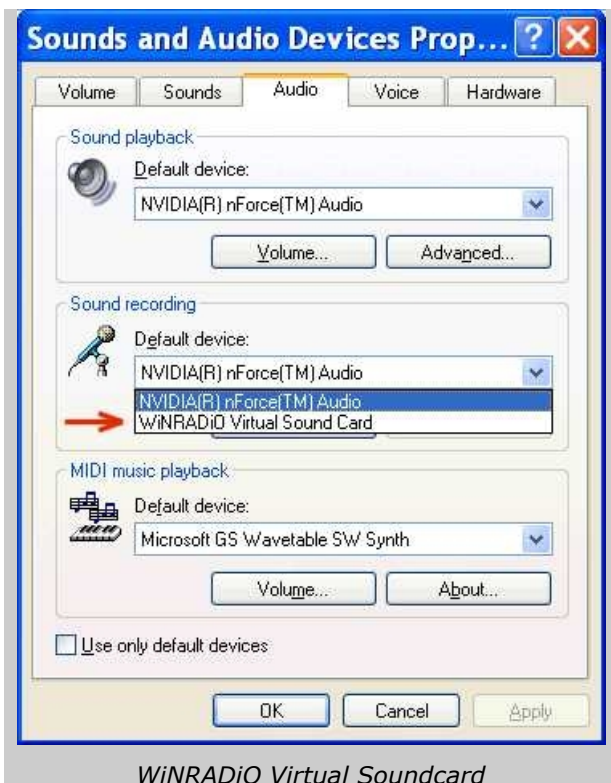 Sounds and Audio Devices Prop... ?
Volume Sounds Audio Voice Hardware
Sound playback
Default device:
NVIDIA(R) nForce(TM) Audio
Volume... Advanced...
Sound recording
Default device:
NVIDIA(R) nForce(TM) Audio
NVIDIA(R) nForce(TM) Audio
WiNRADiO Virtual Sound Card
MIDI music playback
Default device:
Microsoft GS Wavetable SW Synth
Volume... About...
Use only default devices
OK Cancel Apply
WiNRADiO Virtual Soundcard